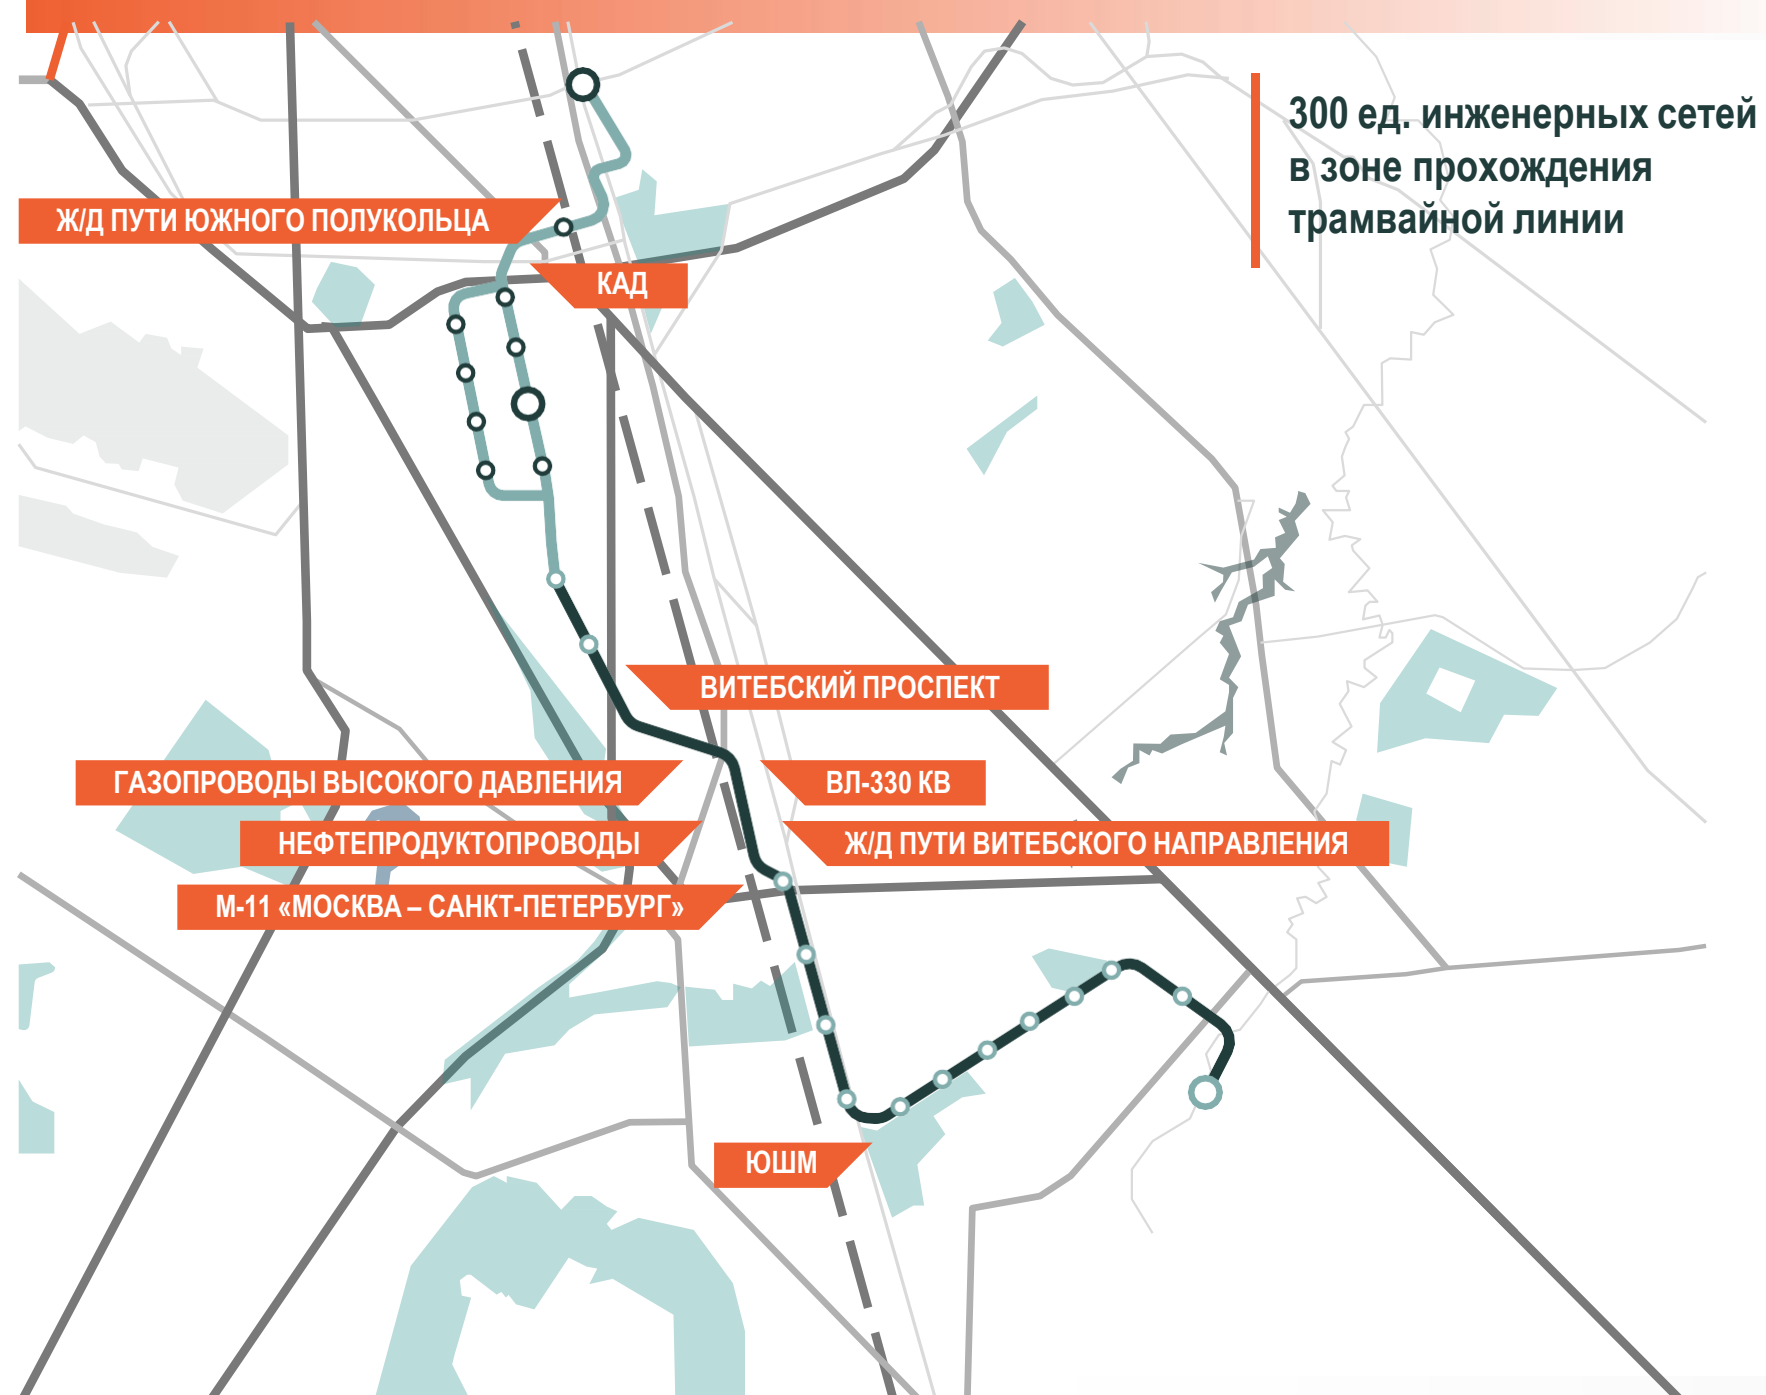 300 ед. инженерных сетей
в зоне прохождения
трамвайной линии
Ж/Д ПУТИ ЮЖНОГО ПОЛУКОЛЬЦА
КАД
ВИТЕБСКИЙ ПРОСПЕКТ
ГАЗОПРОВОДЫ ВЫСОКОГО ДАВЛЕНИЯ
ВЛ-330 КВ
НЕФТЕПРОДУКТОПРОВОДЫ
Ж/Д ПУТИ ВИТЕБСКОГО НАПРАВЛЕНИЯ
М-11 «МОСКВА – САНКТ-ПЕТЕРБУРГ»
ЮШМ